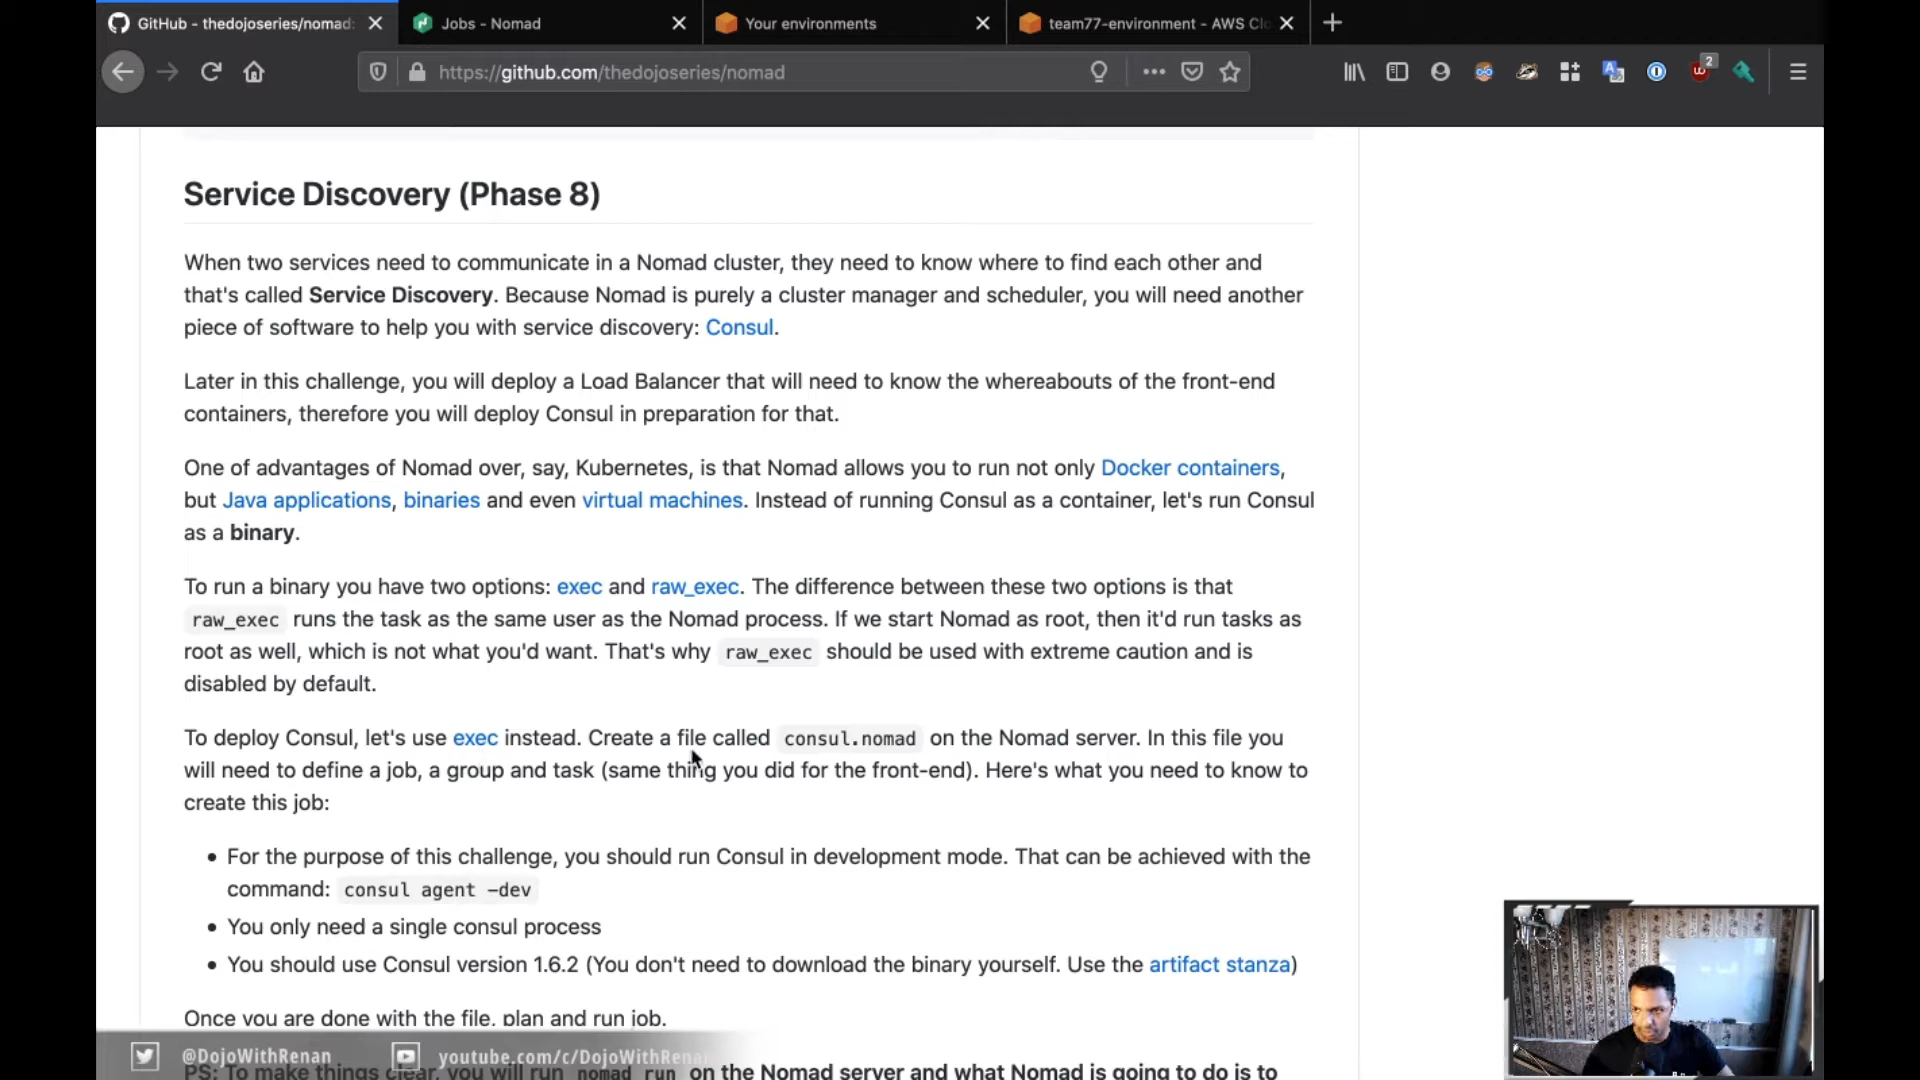 GitHub - thedojoseries/nomad:
Jobs - Nomad
Your environments
team77-environment - AWS Clo
https://github.com/thedojoseries/nomad
2
Service Discovery (Phase 8)
When two services need to communicate in a Nomad cluster, they need to know where to find each other and
that's called Service Discovery. Because Nomad is purely a cluster manager and scheduler, you will need another
piece of software to help you with service discovery: Consul.
Later in this challenge, you will deploy a Load Balancer that will need to know the whereabouts of the front-end
containers, therefore you will deploy Consul in preparation for that.
One of advantages of Nomad over, say, Kubernetes, is that Nomad allows you to run not only Docker containers,
but Java applications, binaries and even virtual machines. Instead of running Consul as a container, let's run Consul
as a binary.
To run a binary you have two options: exec and raw_exec. The difference between these two options is that
raw_exec runs the task as the same user as the Nomad process. If we start Nomad as root, then it'd run tasks as
root as well, which is not what you'd want. That's why raw_exec should be used with extreme caution and is
disabled by default.
To deploy Consul, let's use exec instead. Create a file called consul.nomad on the Nomad server. In this file you
will need to define a job, a group and task (same thing you did for the front-end). Here's what you need to know to
create this job:
• For the purpose of this challenge, you should run Consul in development mode. That can be achieved with the
command: consul agent -dev
• You only need a single consul process
• You should use Consul version 1.6.2 (You don't need to download the binary yourself. Use the artifact stanza)
Once you are done with the file, plan and run job.
@DojoWithRenan youtube.com/c/DojoWithRenan
PS: To make things clear, you will run nomad run on the Nomad server and what Nomad is going to do is to